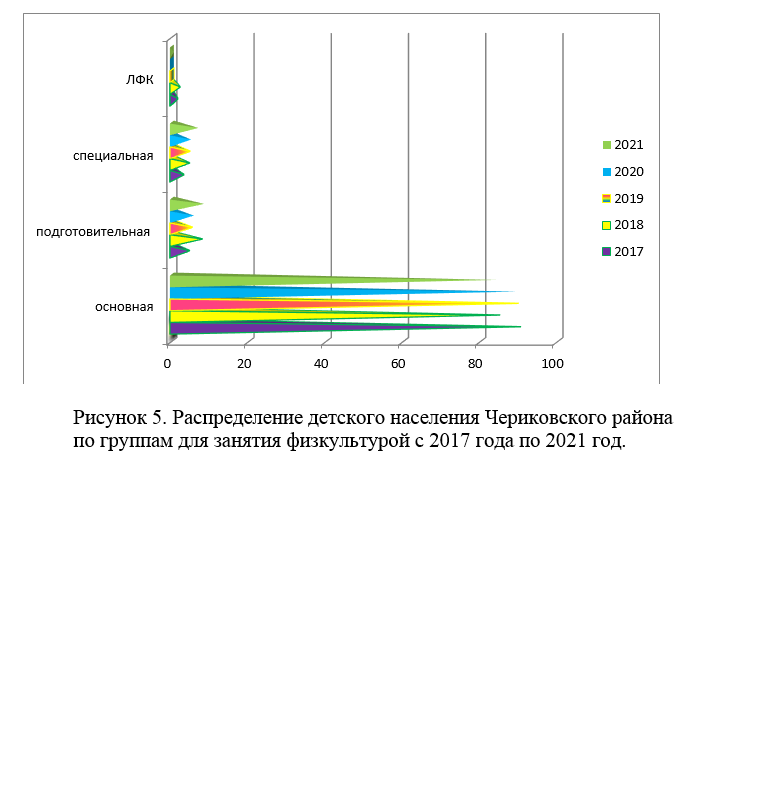 ЛФК
специальная
подготовительная
основная
0 20 40 60 80 100
2021
2020
2019
2018
2017
Рисунок 5. Распределение детского населения Чериковского района
по группам для занятия физкультурой с 2017 года по 2021 год.